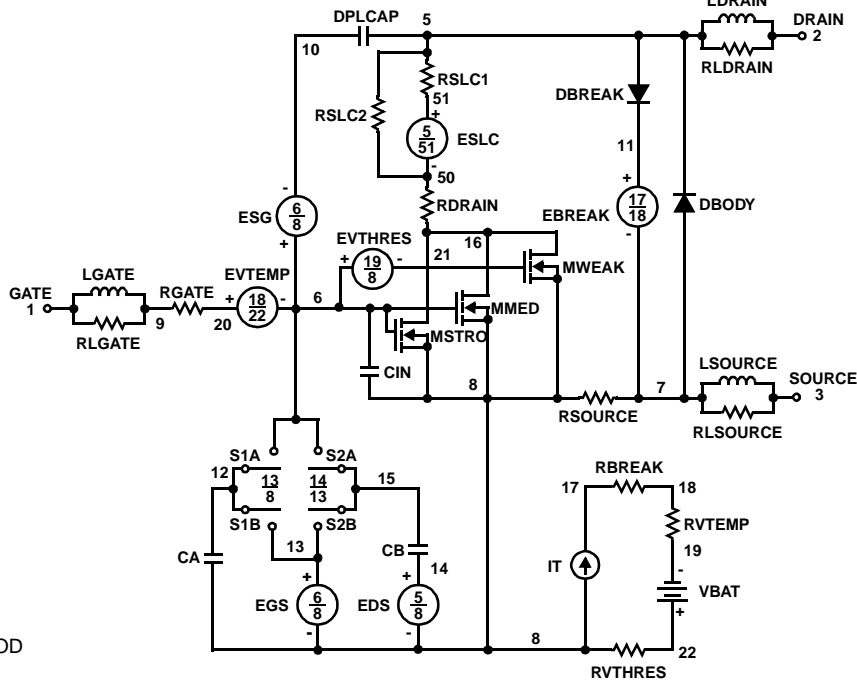 LDRAIN
DPLCAP 5 DRAIN
10 2
RLDRAIN
RSLC1
DBREAK
51
RSLC2 +
5
51
ESLC
11
-
50
-
+
6
8
ESG
RDRAIN
17
18
DBODY
EBREAK
+
EVTHRES
16
-
+ 19
8
- 21
MWEAK
LGATE
EVTEMP
GATE
1
RGATE + 18
22
- 6
MMED
9 20
RLGATE
MSTRO
LSOURCE
CIN
8 7
SOURCE
3
RSOURCE
RLSOURCE
S1A S2A
12 13
8
14
13
15
RBREAK
17 18
S1B S2B
RVTEMP
13
CB
19
CA
14
IT -
+ +
VBAT
EGS 6
8
EDS 5
8
+
- -
8
22
RVTHRES
OD